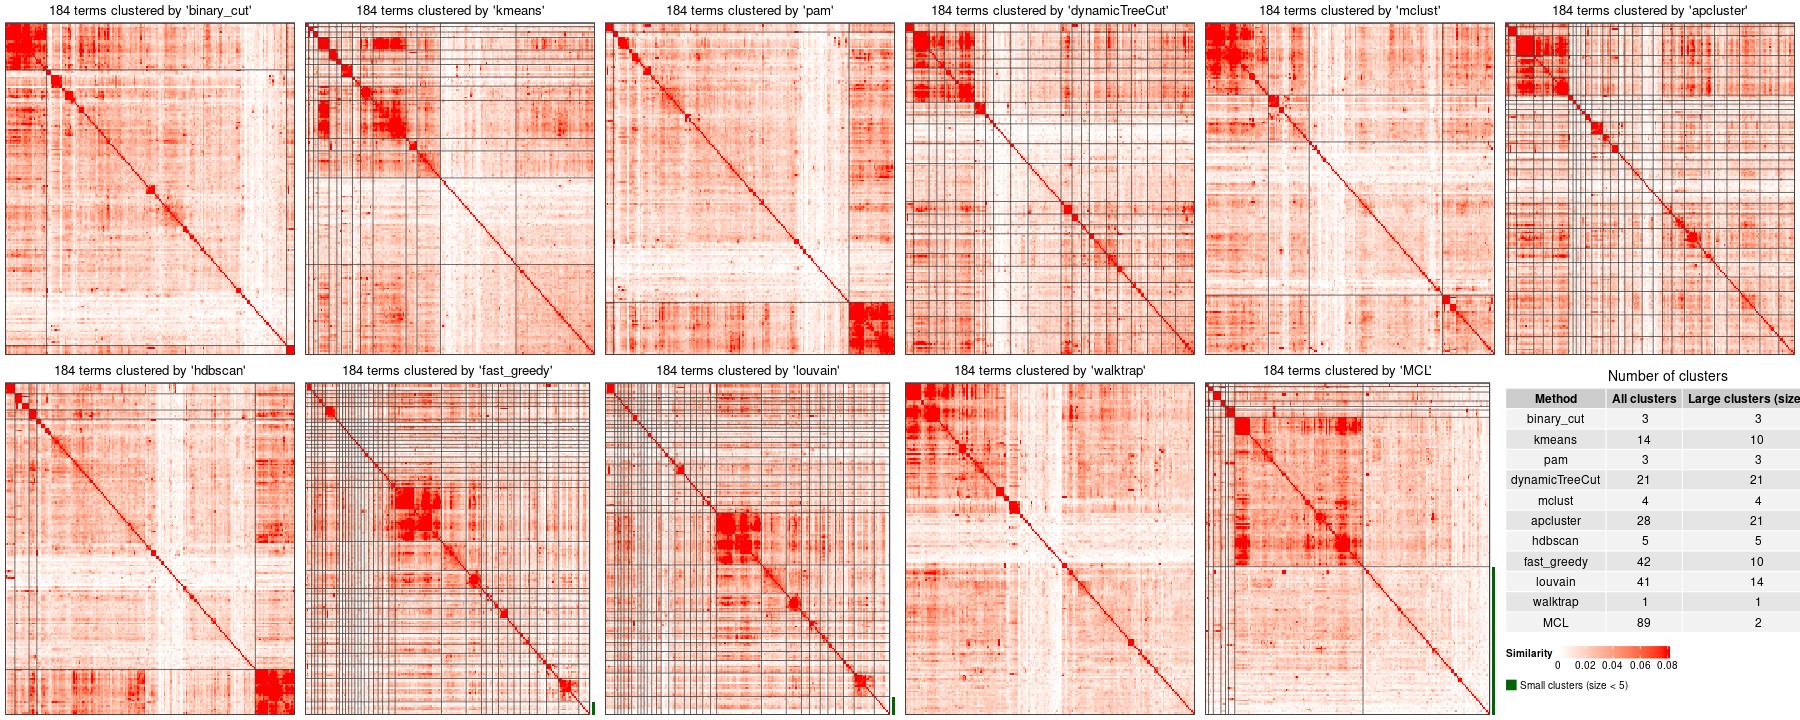 184 terms clustered by 'binary_cut'
184 terms clustered by 'kmeans'
184 terms clustered by 'pam'
184 terms clustered by 'dynamicTreeCut'
184 terms clustered by 'mclust'
184 terms clustered by 'apcluster'
184 terms clustered by 'hdbscan'
184 terms clustered by 'fast_greedy'
184 terms clustered by 'louvain'
184 terms clustered by 'walktrap'
184 terms clustered by 'MCL'
Number of clusters
Method All clusters Large clusters (size
binary_cut 3 3
kmeans 14 10
pam 3 3
dynamicTreeCut 21 21
mclust 4 4
apcluster 28 21
hdbscan 5 5
fast_greedy 42 10
louvain 41 14
walktrap 1 1
MCL 89 2
Similarity
0 0.02 0.04 0.06 0.08
Small clusters (size < 5)